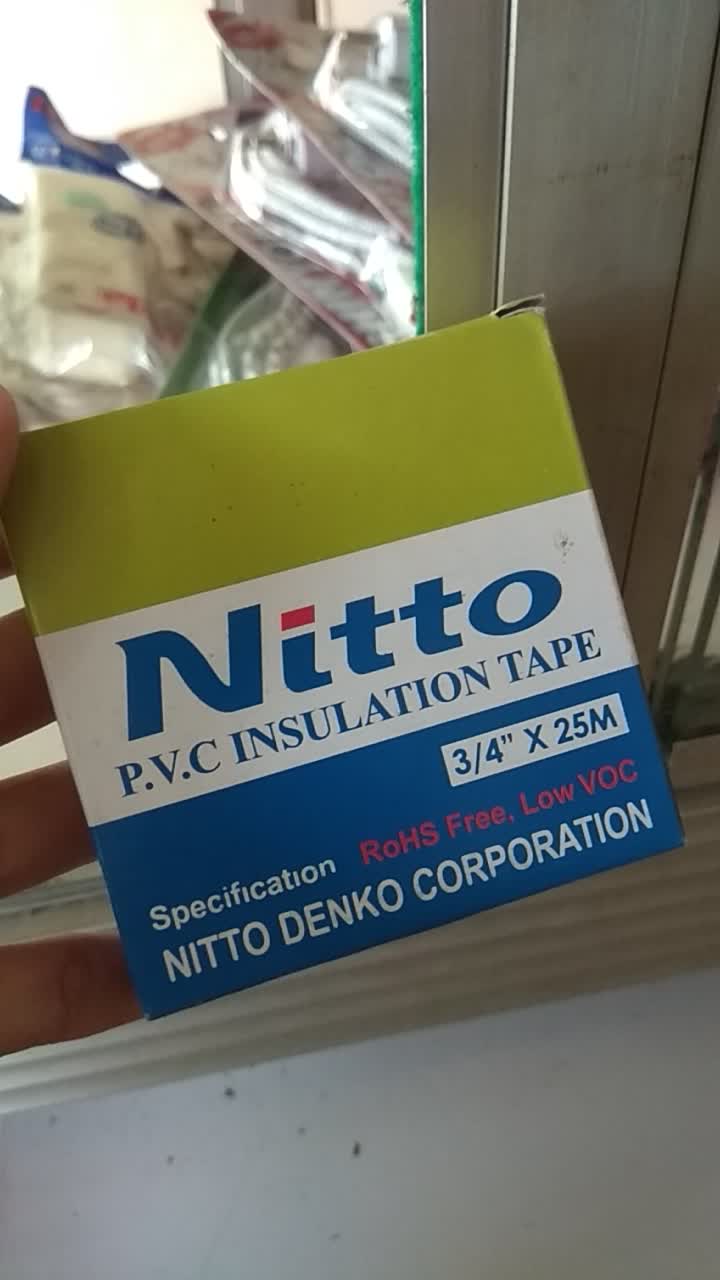 Nitto
P.V.C INSULATION TAPE
3/4" X 25M
Specification RoHS Free, Low VOC
NITTO DENKO CORPORATION